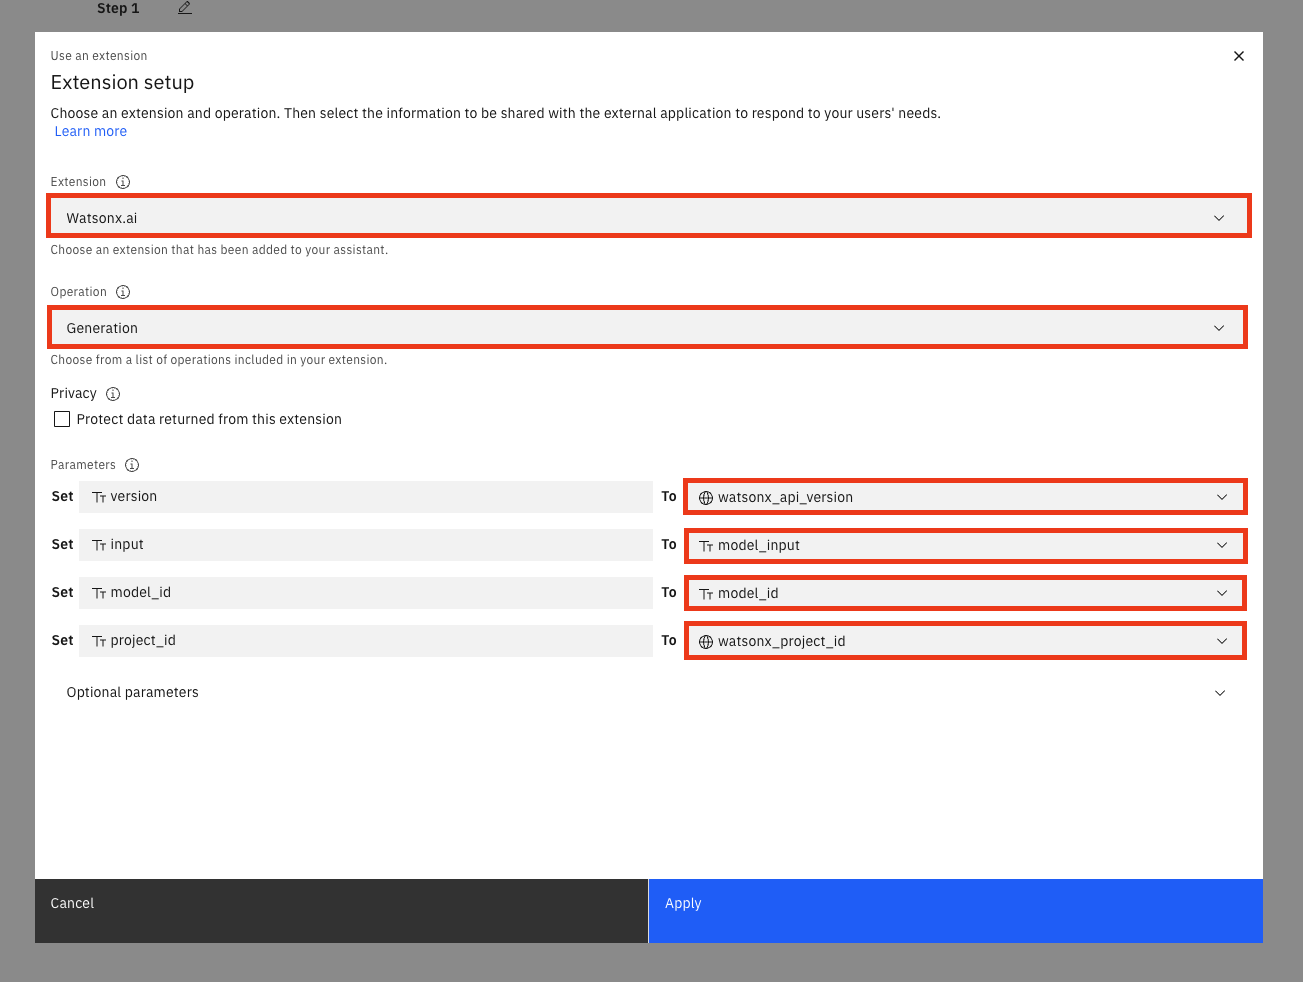 Step 1
Use an extension
Extension setup
Choose an extension and operation. Then select the information to be shared with the external application to respond to your users' needs.
Learn more
Extension
Watsonx.ai
Choose an extension that has been added to your assistant.
Operation
Generation
Choose from a list of operations included in your extension.
Privacy
Protect data returned from this extension
Parameters
Set version To watsonx_api_version
Set input To model_input
Set model_id To model_id
Set project_id To watsonx_project_id
Optional parameters
Cancel Apply